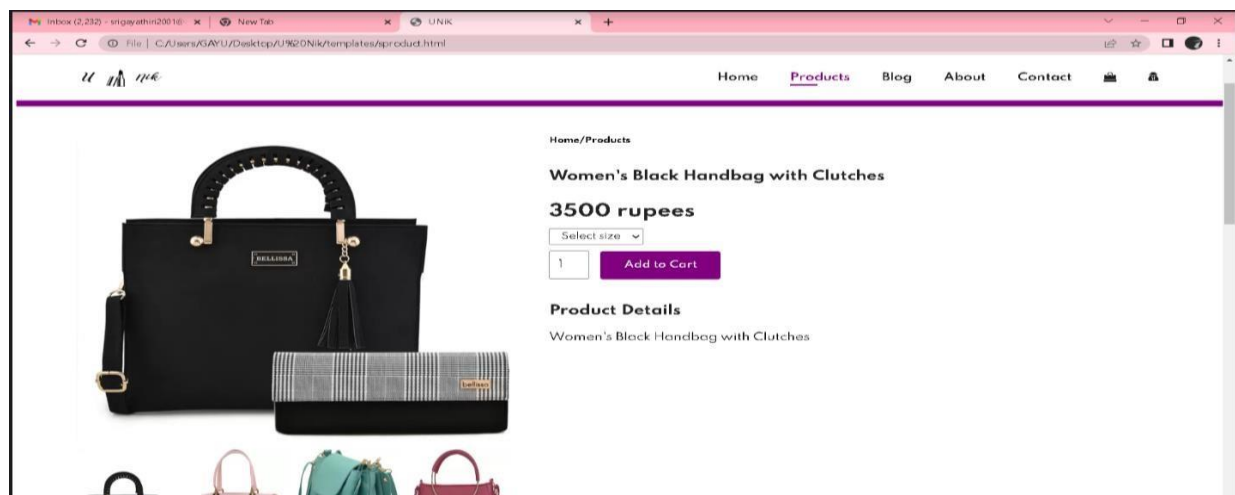 Inbox (2,232) - srigayathiri2001@ New Tab UNIK
File | C:/Users/GAYU/Desktop/U%20Nik/templates/sproduct.html
U nik Home Products Blog About Contact
Home/Products
Women's Black Handbag with Clutches
3500 rupees
Select size
1 Add to Cart
Product Details
Women's Black Handbag with Clutches
BELLISSA
bellissa